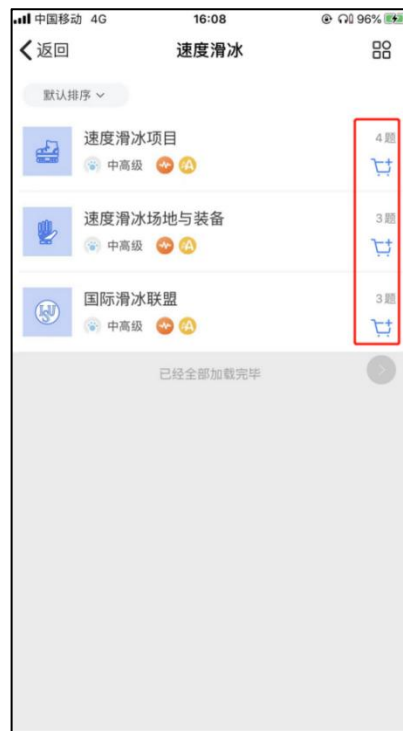 中国移动 4G 16:08 96%
返回 速度滑冰
默认排序
速度滑冰项目 4题
中高级 A
速度滑冰场地与装备 3题
中高级 A
国际滑冰联盟 3题
ISU 中高级 A
已经全部加载完毕